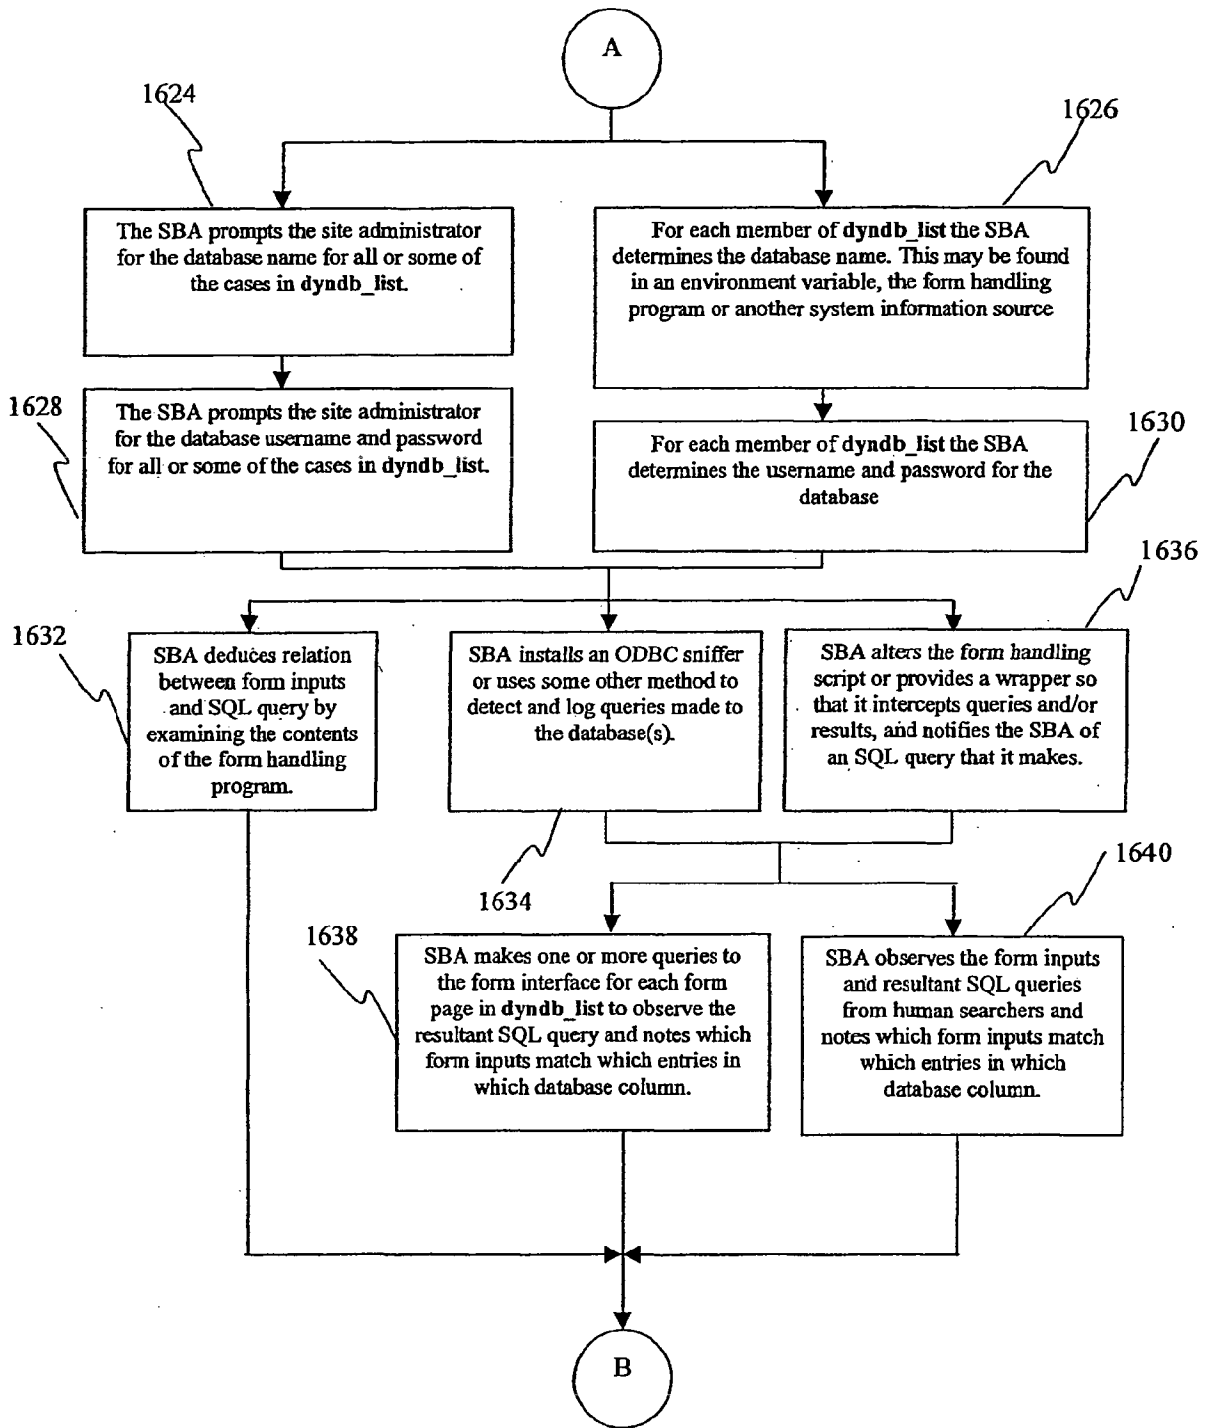 A
1624
1626
The SBA prompts the site administrator
for the database name for all or some of
the cases in dyndb_list.
For each member of dyndb_list the SBA
determines the database name. This may be found
in an environment variable, the form handling
program or another system information source
1628
The SBA prompts the site administrator
for the database username and password
for all or some of the cases in dyndb_list.
1630
For each member of dyndb_list the SBA
determines the username and password for the
database
1636
1632
SBA deduces relation
between form inputs
and SQL query by
examining the contents
of the form handling
program.
SBA installs an ODBC sniffer
or uses some other method to
detect and log queries made to
the database(s).
SBA alters the form handling
script or provides a wrapper so
that it intercepts queries and/or
results, and notifies the SBA of
an SQL query that it makes.
1634
1640
1638
SBA makes one or more queries to
the form interface for each form
page in dyndb_list to observe the
resultant SQL query and notes which
form inputs match which entries in
which database column.
SBA observes the form inputs
and resultant SQL queries
from human searchers and
notes which form inputs match
which entries in which
database column.
B